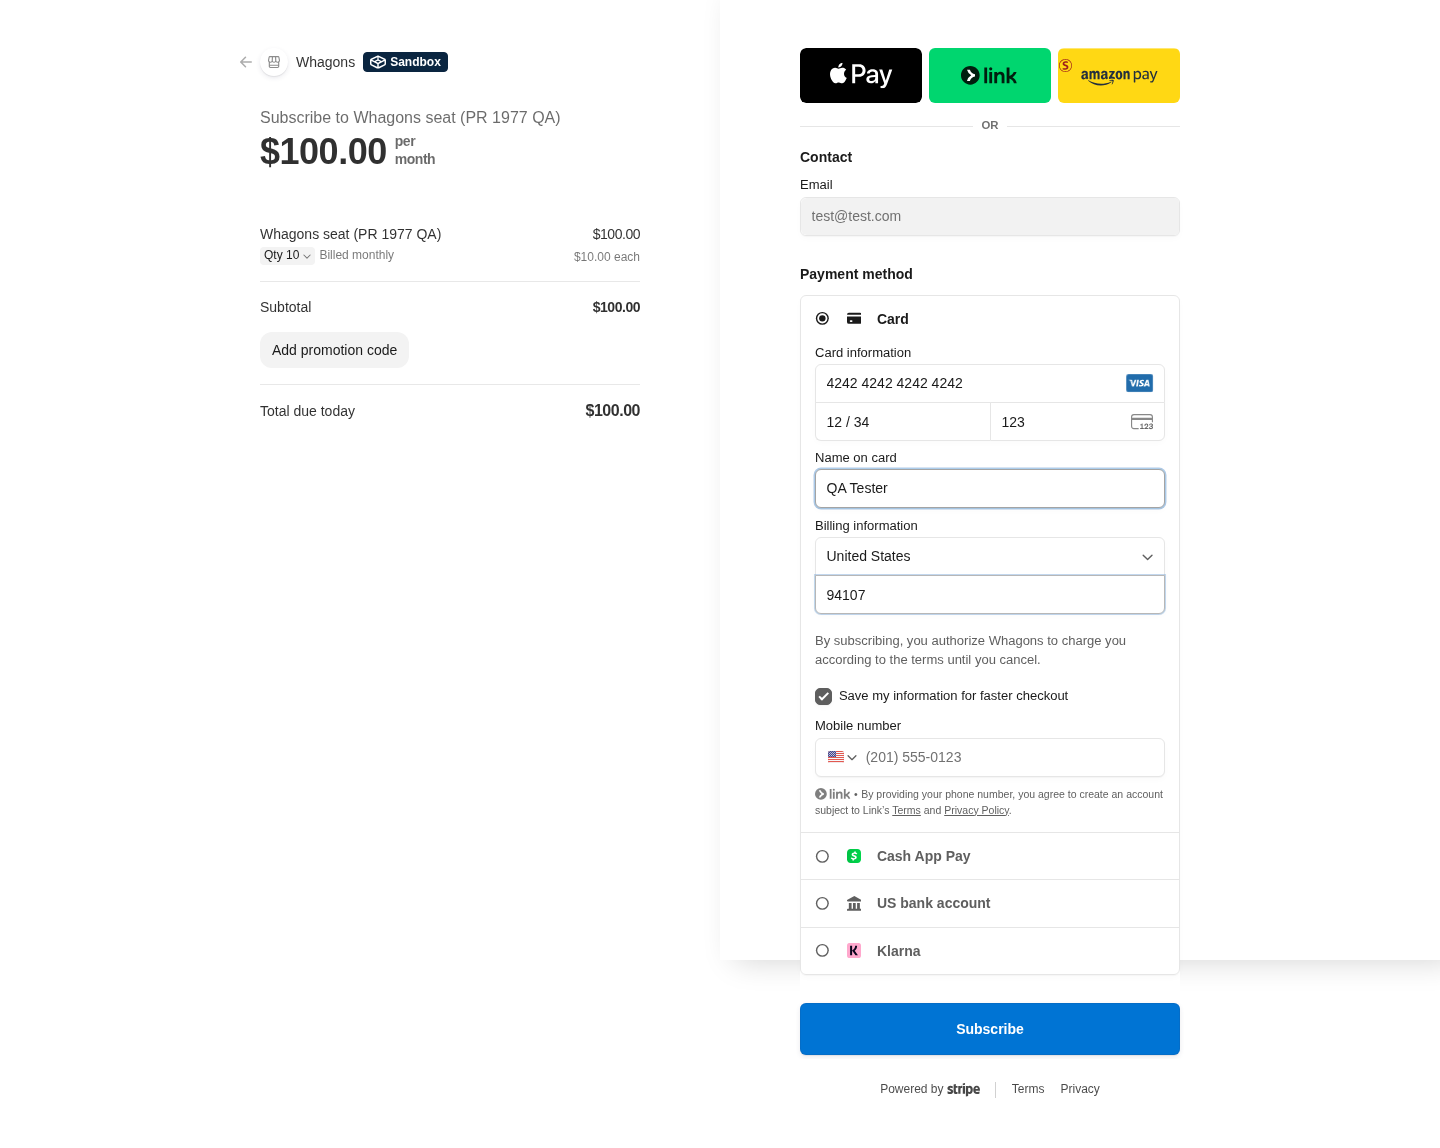 Whagons Sandbox
Subscribe to Whagons seat (PR 1977 QA)
$100.00 per month
Whagons seat (PR 1977 QA) $100.00
Qty 10 Billed monthly $10.00 each
Subtotal $100.00
Add promotion code
Total due today $100.00
Pay link amazon pay
OR
Contact
Email
test@test.com
Payment method
Card
Card information
4242 4242 4242 4242 VISA
12 / 34 123 123
Name on card
QA Tester
Billing information
United States
94107
By subscribing, you authorize Whagons to charge you
according to the terms until you cancel.
Save my information for faster checkout
Mobile number
(201) 555-0123
link • By providing your phone number, you agree to create an account
subject to Link's Terms and Privacy Policy.
Cash App Pay
US bank account
Klarna
Subscribe
Powered by stripe Terms Privacy